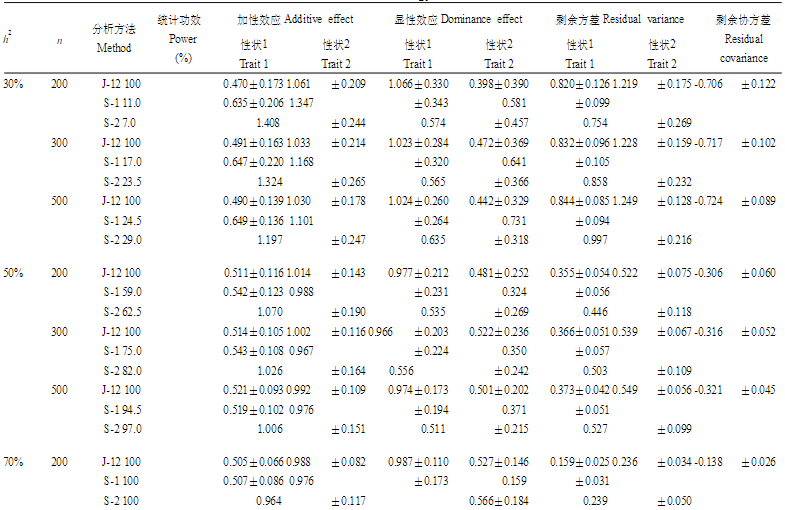 h² n 分析方法 Method 统计功效 Power (%) 加性效应 Additive effect 显性效应 Dominance effect 剩余方差 Residual variance 剩余协方差 Residual covariance
性状1 Trait 1 性状2 Trait 2 性状1 Trait 1 性状2 Trait 2 性状1 Trait 1 性状2 Trait 2
30% 200 J-12 100 0.470±0.173 1.061 ±0.209 1.066±0.330 0.398±0.390 0.820±0.126 1.219 ±0.175 -0.706 ±0.122
S-1 11.0 0.635±0.206 1.347 ±0.343 0.581 ±0.099
S-2 7.0 1.408 ±0.244 0.574 ±0.457 0.754 ±0.269
300 J-12 100 0.491±0.163 1.033 ±0.214 1.023±0.284 0.472±0.369 0.832±0.096 1.228 ±0.159 -0.717 ±0.102
S-1 17.0 0.647±0.220 1.168 ±0.320 0.641 ±0.105
S-2 23.5 1.324 ±0.265 0.565 ±0.366 0.858 ±0.232
500 J-12 100 0.490±0.139 1.030 ±0.178 1.024±0.260 0.442±0.329 0.844±0.085 1.249 ±0.128 -0.724 ±0.089
S-1 24.5 0.649±0.136 1.101 ±0.264 0.731 ±0.094
S-2 29.0 1.197 ±0.247 0.635 ±0.318 0.997 ±0.216
50% 200 J-12 100 0.511±0.116 1.014 ±0.143 0.977±0.212 0.481±0.252 0.355±0.054 0.522 ±0.075 -0.306 ±0.060
S-1 59.0 0.542±0.123 0.988 ±0.231 0.324 ±0.056
S-2 62.5 1.070 ±0.190 0.535 ±0.269 0.446 ±0.118
300 J-12 100 0.514±0.105 1.002 ±0.116 0.966 ±0.203 0.522±0.236 0.366±0.051 0.539 ±0.067 -0.316 ±0.052
S-1 75.0 0.543±0.108 0.967 ±0.224 0.350 ±0.057
S-2 82.0 1.026 ±0.164 0.556 ±0.242 0.503 ±0.109
500 J-12 100 0.521±0.093 0.992 ±0.109 0.974±0.173 0.501±0.202 0.373±0.042 0.549 ±0.056 -0.321 ±0.045
S-1 94.5 0.519±0.102 0.976 ±0.194 0.371 ±0.051
S-2 97.0 1.006 ±0.151 0.511 ±0.215 0.527 ±0.099
70% 200 J-12 100 0.505±0.066 0.988 ±0.082 0.987±0.110 0.527±0.146 0.159±0.025 0.236 ±0.034 -0.138 ±0.026
S-1 100 0.507±0.086 0.976 ±0.173 0.159 ±0.031
S-2 100 0.964 ±0.117 0.566±0.184 0.239 ±0.050